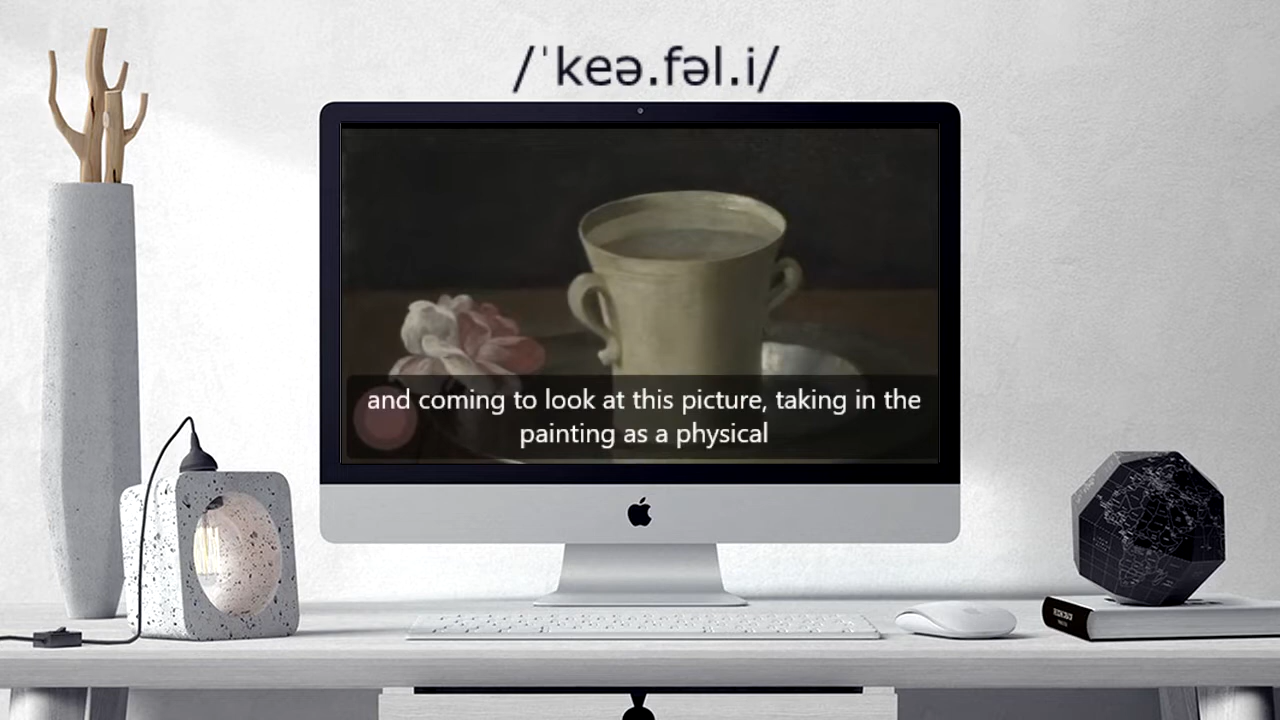 /ˈkeə.fəl.i/
and coming to look at this picture, taking in the
painting as a physical